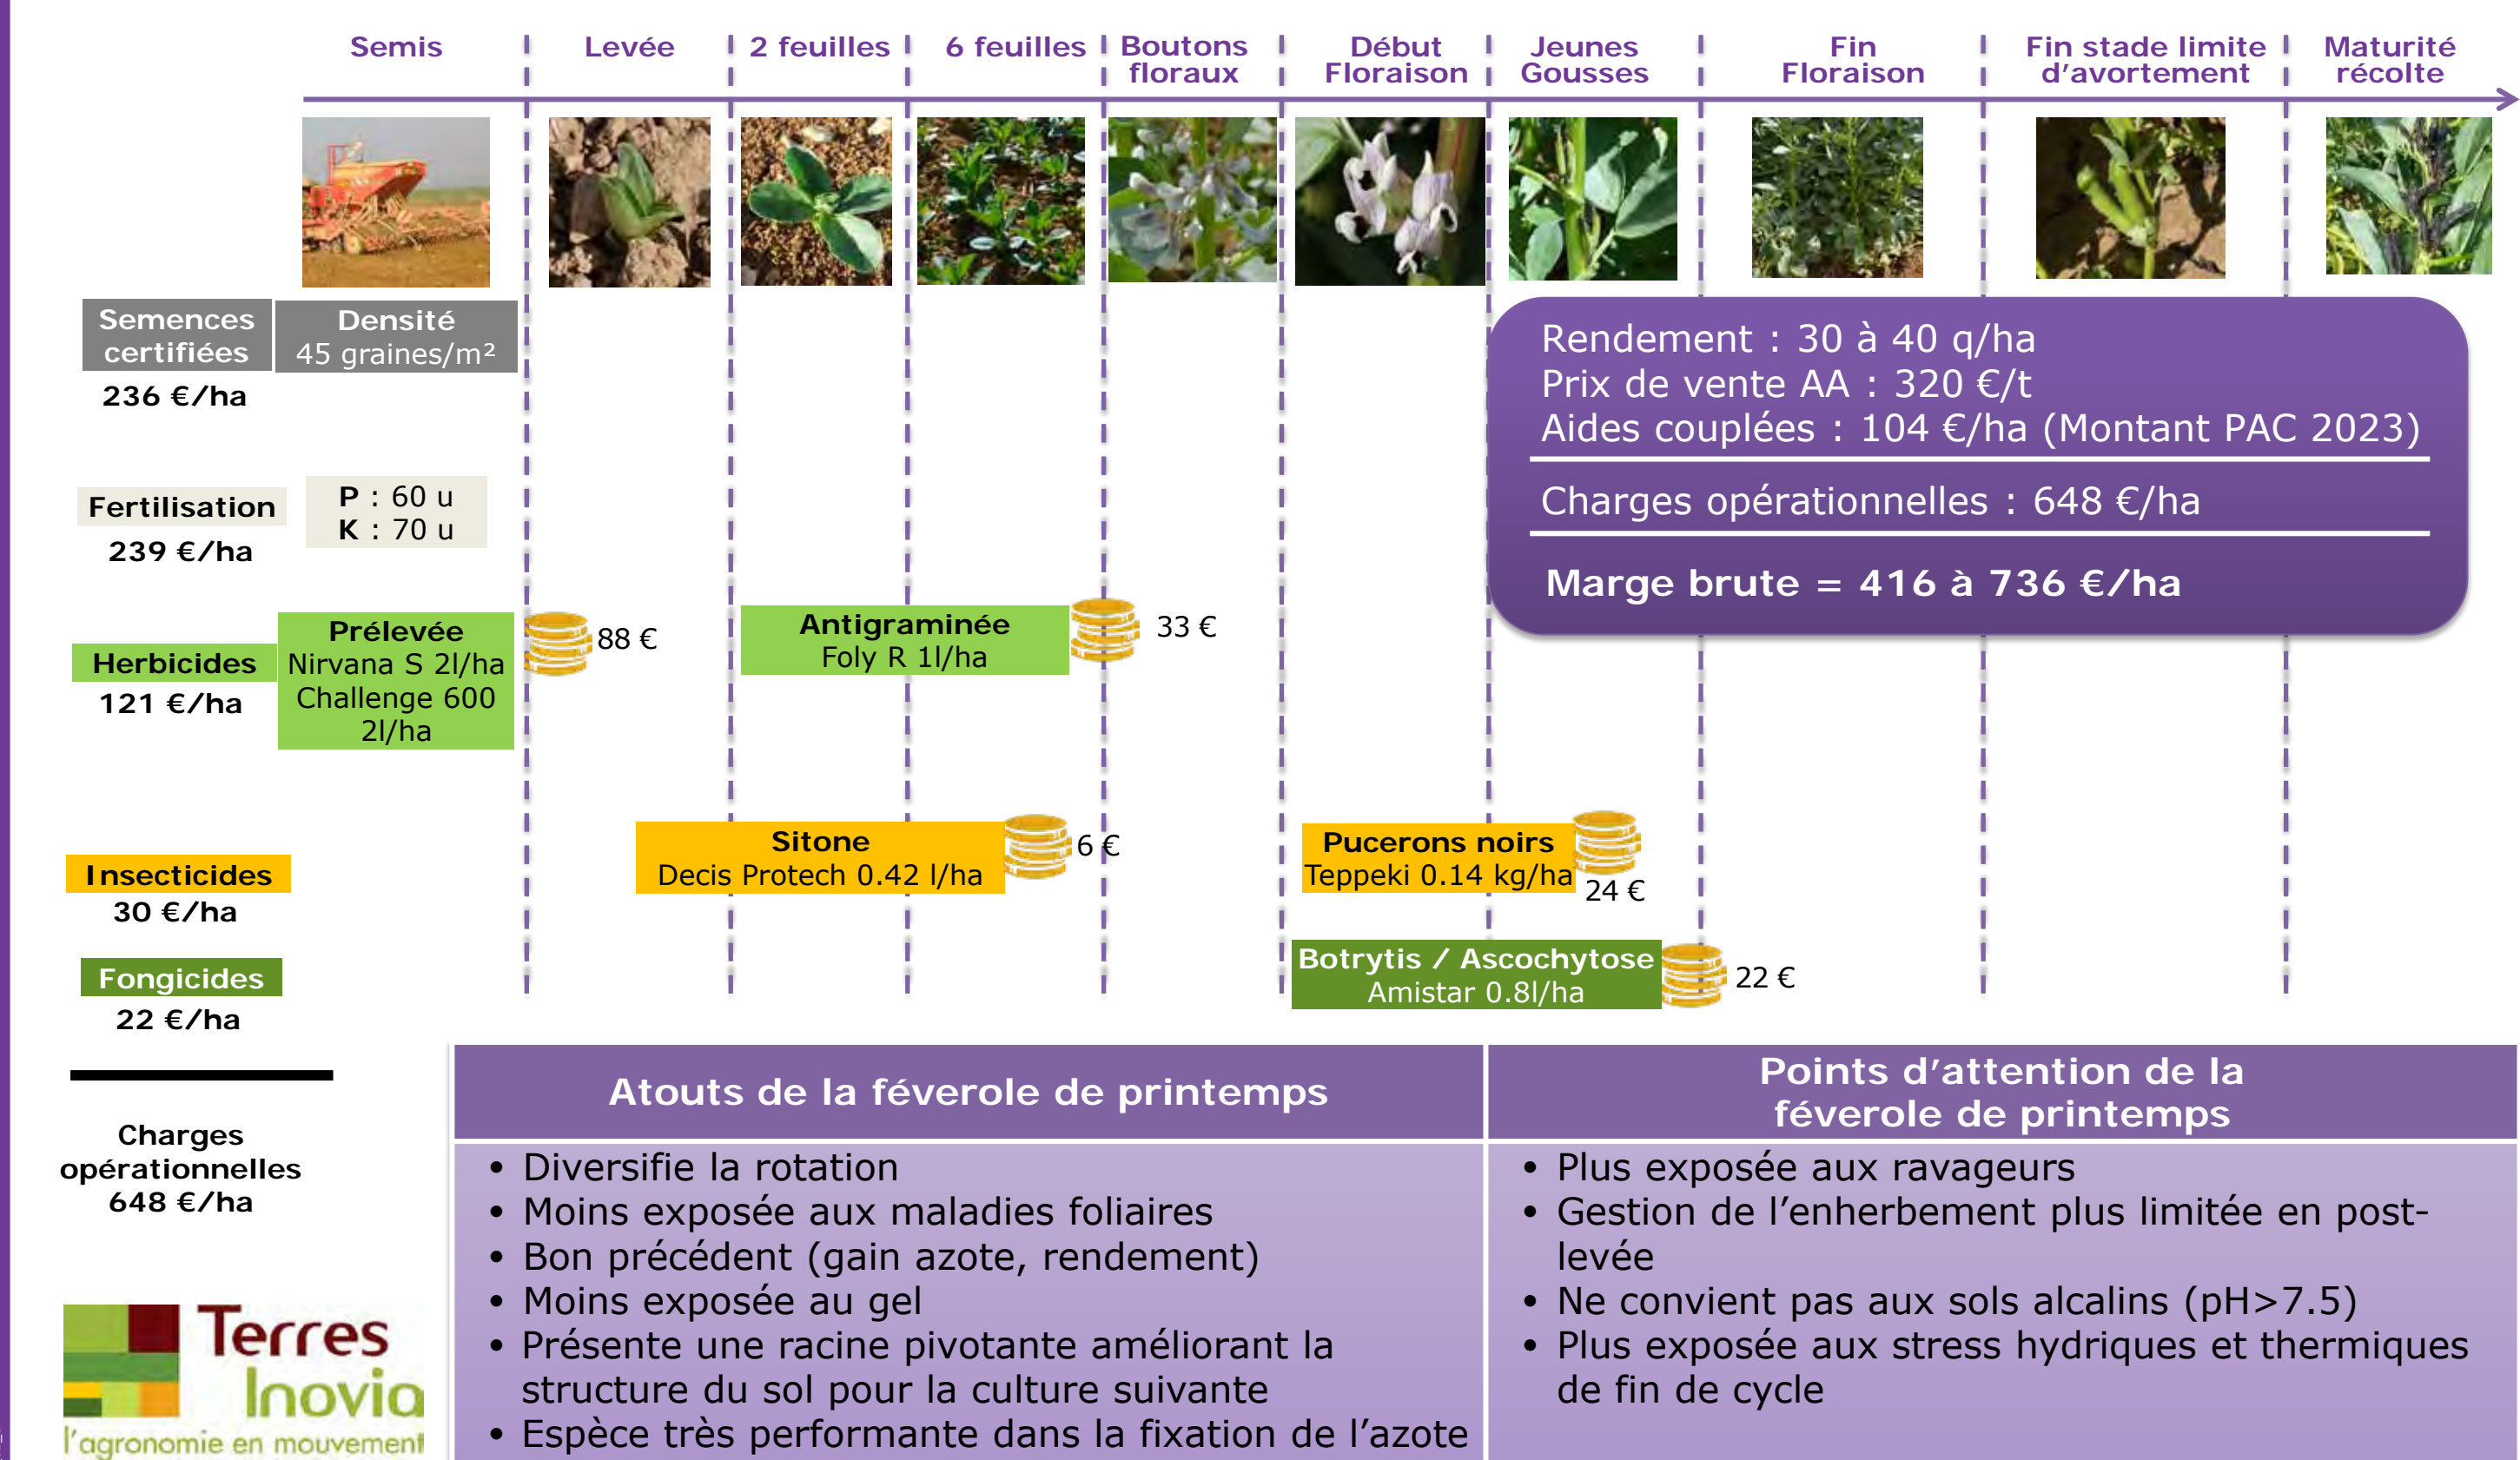 Semis
Levée
2 feuilles
6 feuilles
Boutons
floraux
Début
Floraison
Jeunes
Gousses
Fin
Floraison
Fin stade limite
d'avortement
Maturité
récolte
Semences
certifiées
236 €/ha
Densité
45 graines/m²
Rendement : 30 à 40 q/ha
Prix de vente AA : 320 €/t
Aides couplées : 104 €/ha (Montant PAC 2023)
Charges opérationnelles : 648 €/ha
Marge brute = 416 à 736 €/ha
Fertilisation
239 €/ha
P : 60 u
K : 70 u
Herbicides
121 €/ha
Prélevée
Nirvana S 2l/ha
Challenge 600
2l/ha
88 €
Antigraminée
Foly R 1l/ha
33 €
Insecticides
30 €/ha
Sitone
Decis Protech 0.42 l/ha
6 €
Pucerons noirs
Teppeki 0.14 kg/ha
24 €
Fongicides
22 €/ha
Botrytis / Ascochytose
Amistar 0.8l/ha
22 €
Charges
opérationnelles
648 €/ha
Atouts de la féverole de printemps
• Diversifie la rotation
• Moins exposée aux maladies foliaires
• Bon précédent (gain azote, rendement)
• Moins exposée au gel
• Présente une racine pivotante améliorant la
structure du sol pour la culture suivante
• Espèce très performante dans la fixation de l'azote
Points d'attention de la
féverole de printemps
• Plus exposée aux ravageurs
• Gestion de l'enherbement plus limitée en post-
levée
• Ne convient pas aux sols alcalins (pH>7.5)
• Plus exposée aux stress hydriques et thermiques
de fin de cycle
Terres
Inovia
l'agronomie en mouvement